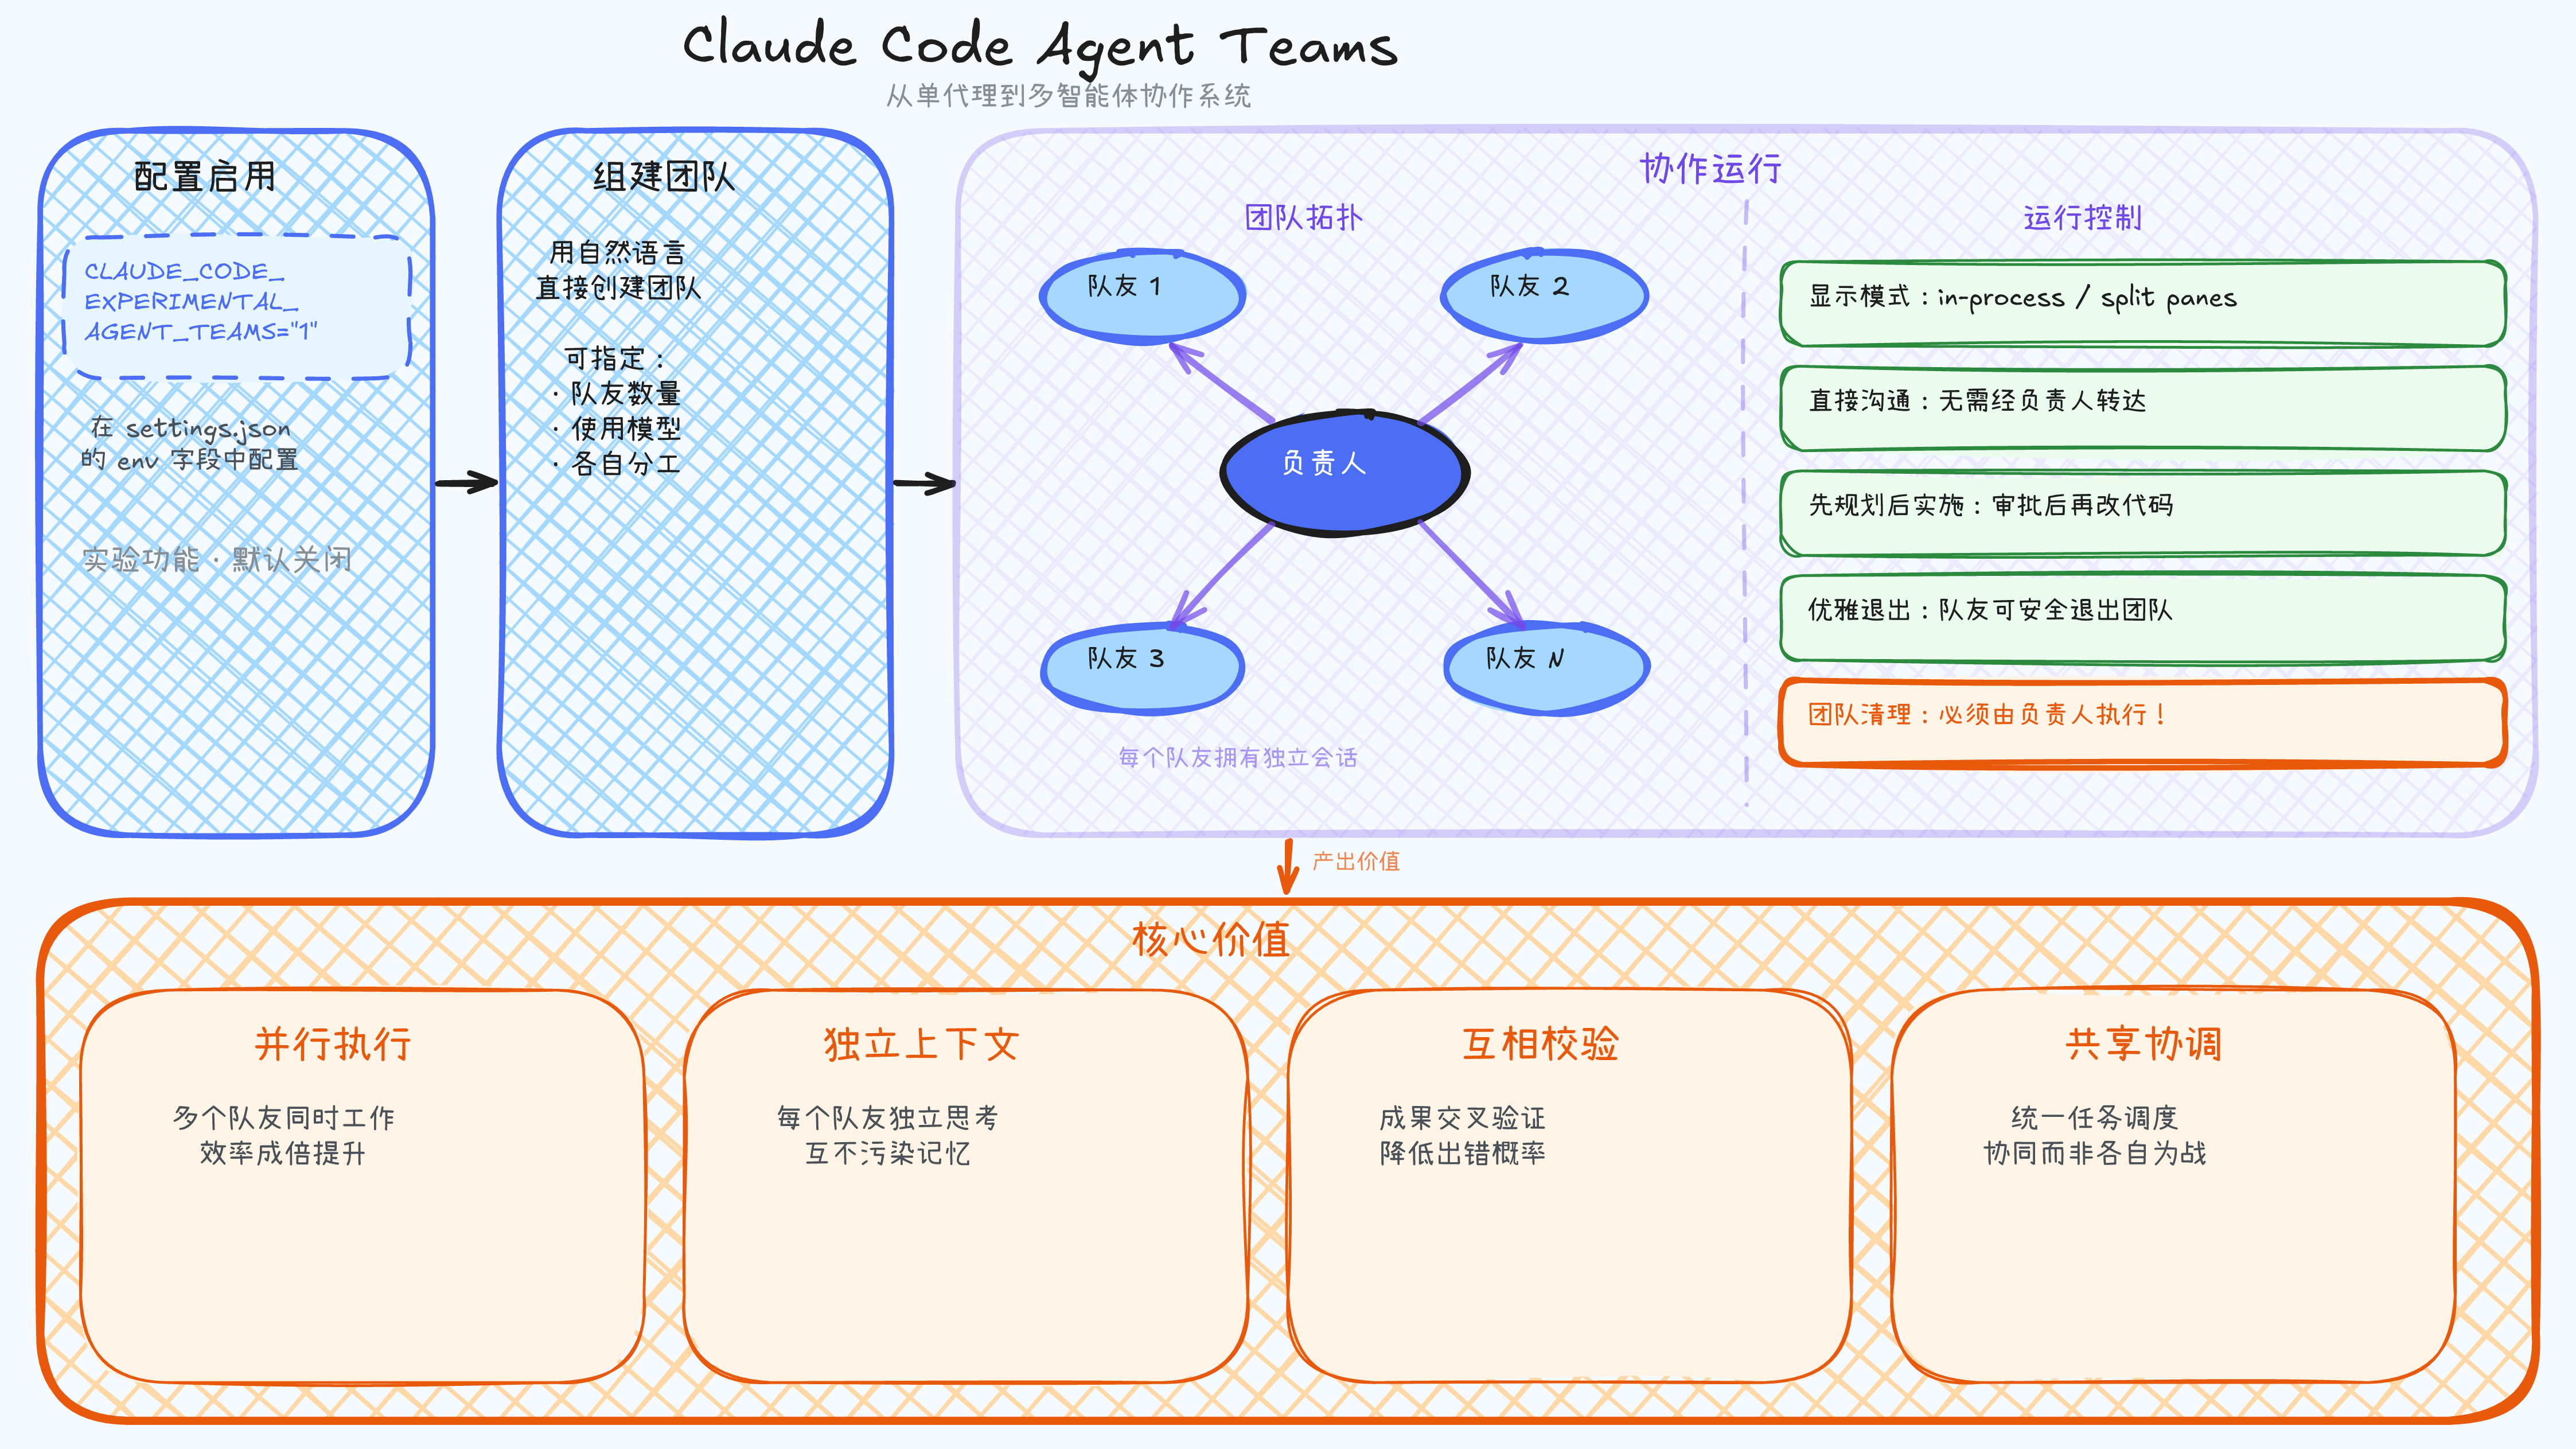 Claude Code Agent Teams
从单代理到多智能体协作系统
配置启用
CLAUDE_CODE_
EXPERIMENTAL_
AGENT_TEAMS="1"
在 settings.json
的 env 字段中配置
实验功能 · 默认关闭
组建团队
用自然语言
直接创建团队
可指定：
· 队友数量
· 使用模型
· 各自分工
协作运行
团队拓扑
队友 1
队友 2
负责人
队友 3
队友 N
每个队友拥有独立会话
运行控制
显示模式：in-process / split panes
直接沟通：无需经负责人转达
先规划后实施：审批后再改代码
优雅退出：队友可安全退出团队
团队清理：必须由负责人执行！
产出价值
核心价值
并行执行
多个队友同时工作
效率成倍提升
独立上下文
每个队友独立思考
互不污染记忆
互相校验
成果交叉验证
降低出错概率
共享协调
统一任务调度
协同而非各自为战